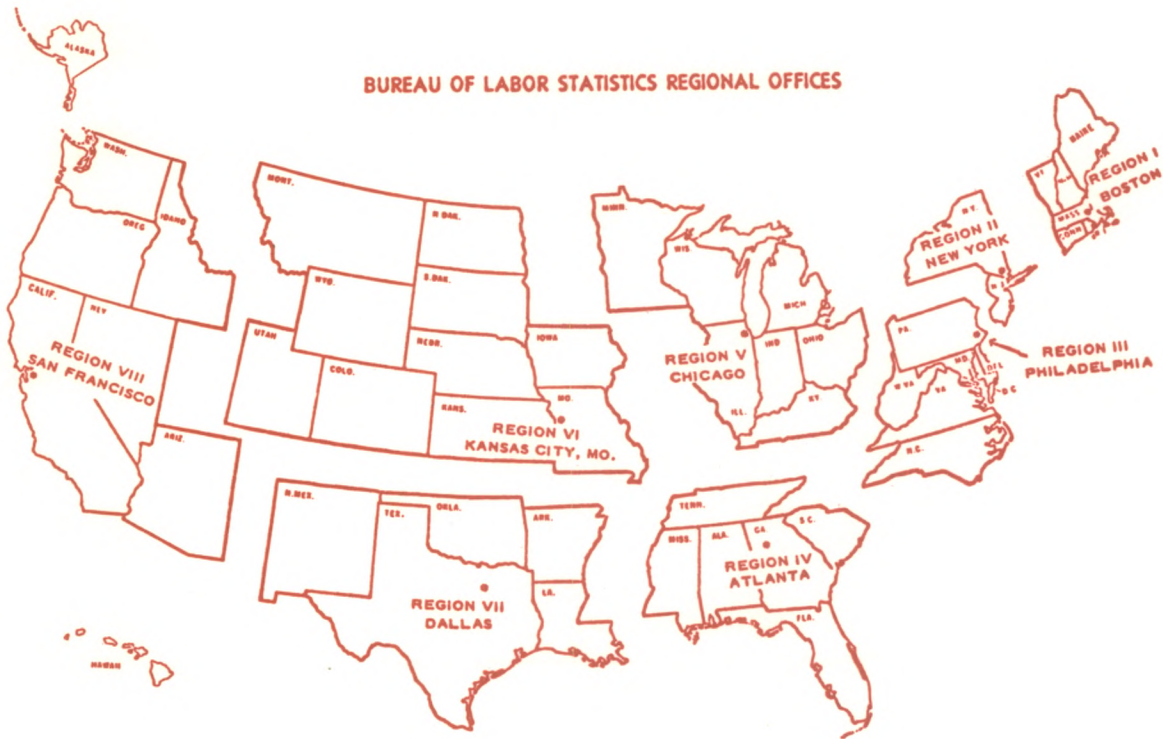 ALASKA
BUREAU OF LABOR STATISTICS REGIONAL OFFICES
WASH.
OREG
IDAHO
MONT.
N DAK.
S.DAK.
WYO.
NEBR.
CALIF.
NEV
UTAH
COLO.
KANS.
ARIZ.
REGION VIII
SAN FRANCISCO
MINN.
WIS.
MICH
IOWA
MO.
REGION VI
KANSAS CITY, MO.
IND
OHIO
ILL.
KY.
REGION V
CHICAGO
MAINE
VT
MASS
CONN
REGION I
BOSTON
N.Y.
N.J.
REGION II
NEW YORK
PA.
MD.
DEL
D.C
W VA
VA
N.C.
REGION III
PHILADELPHIA
N.MEX.
TEX.
OKLA.
ARK.
LA.
REGION VII
DALLAS
TENN.
MISS.
ALA.
GA
S C.
FLA.
REGION IV
ATLANTA
HAWAII